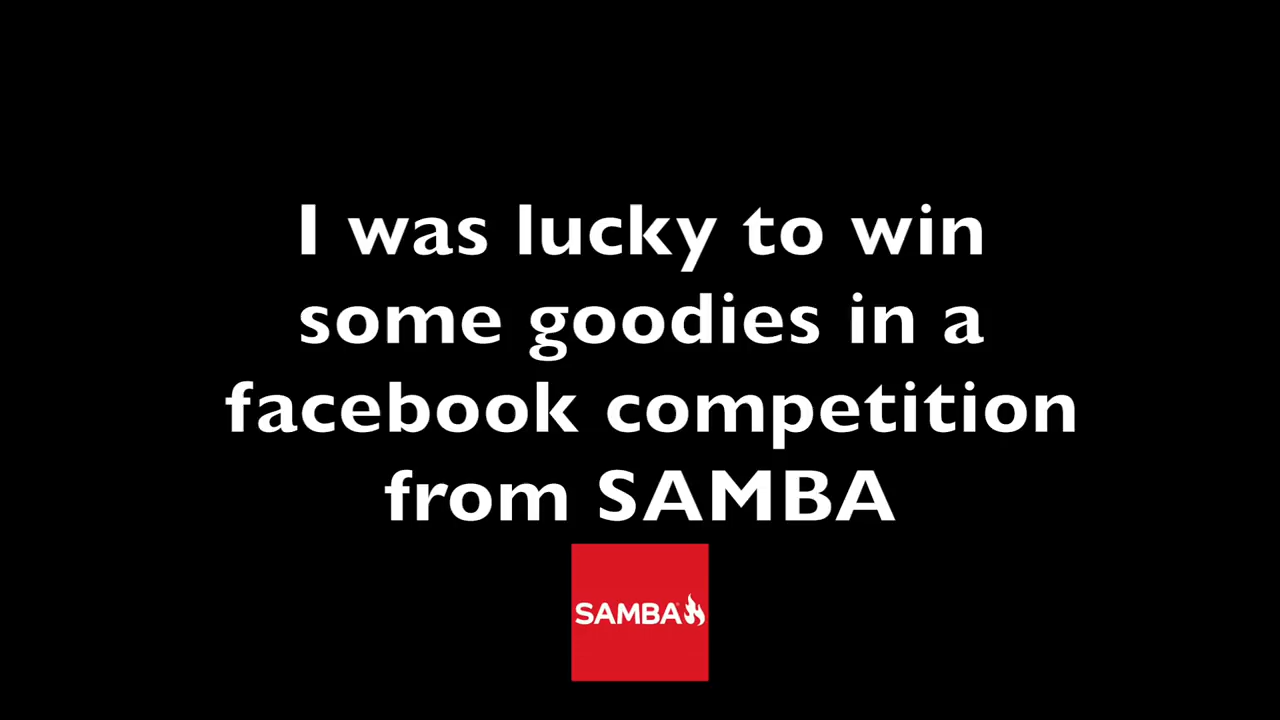 I was lucky to win
some goodies in a
facebook competition
from SAMBA
SAMBA